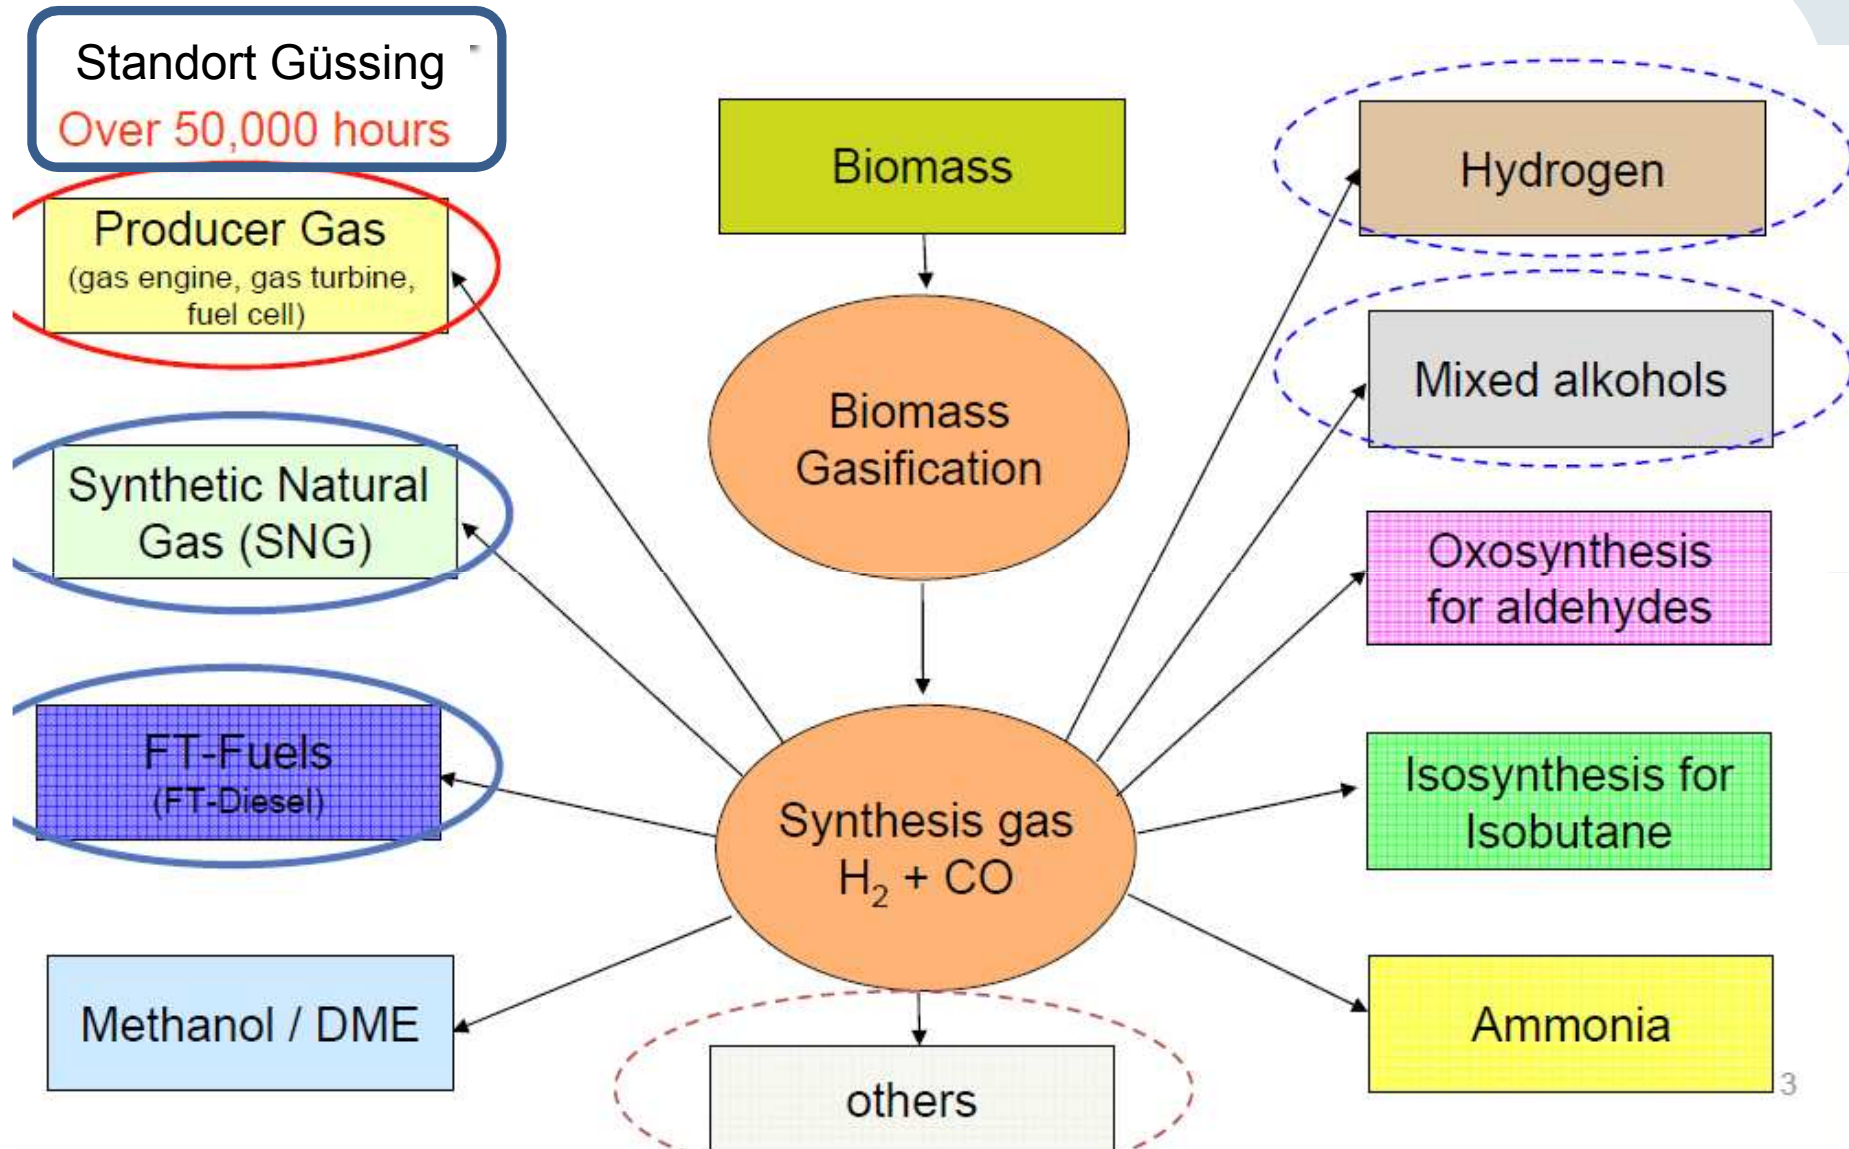 Standort Güssing
Over 50,000 hours
Producer Gas
(gas engine, gas turbine,
fuel cell)
Synthetic Natural
Gas (SNG)
FT-Fuels
(FT-Diesel)
Methanol / DME
Biomass
Biomass
Gasification
Synthesis gas
H₂ + CO
others
Hydrogen
Mixed alkohols
Oxosynthesis
for aldehydes
Isosynthesis for
Isobutane
Ammonia
3